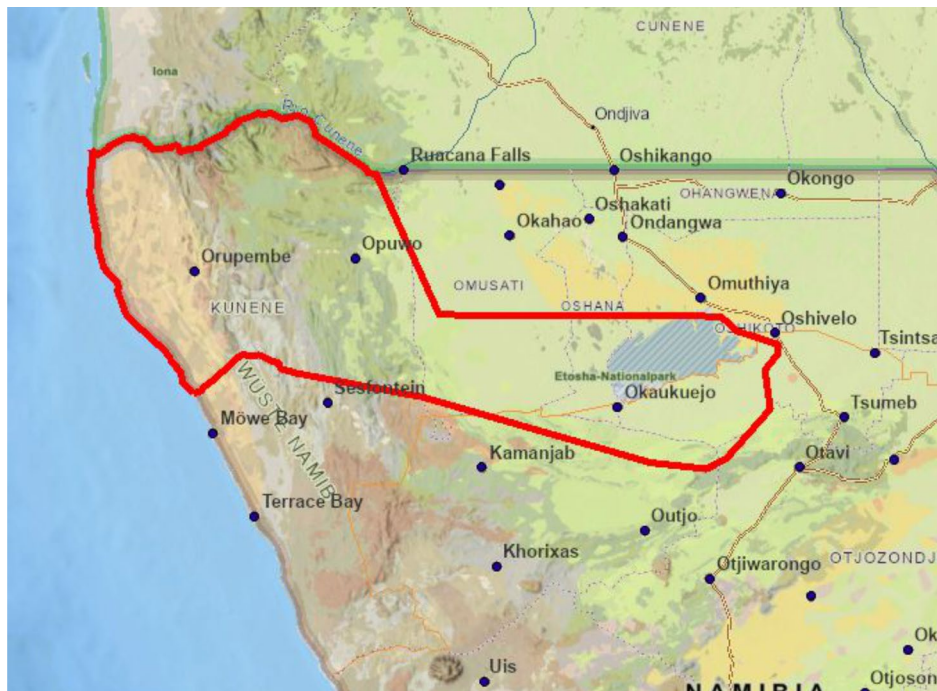 CUNENE
Iona
Rio Cunene
Ondjiva
Ruacana Falls
Oshikango
OHANGWENA
Okongo
Oshakati
Okahao
Ondangwa
Opuwo
Orupembe
OMUSATI
Omuthiya
KUNENE
OSHANA
OSHIKOTO
Oshivelo
Tsintsa
Etosha-Nationalpark
WÜSTE NAMIB
Sesfontein
Okaukuejo
Tsumeb
Möwe Bay
Kamanjab
Otavi
Terrace Bay
Outjo
Khorixas
Otjiwarongo
OTJOZONDJ
Ok
Uis
Otjoson
NAMIBIA